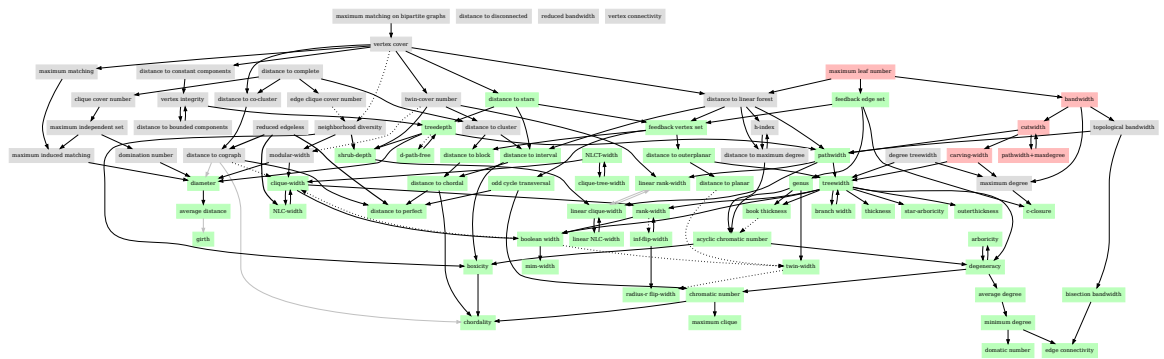 maximum matching on bipartite graphs
distance to disconnected
reduced bandwidth
vertex connectivity
vertex cover
maximum matching
distance to constant components
distance to complete
maximum leaf number
clique cover number
vertex integrity
distance to co-cluster
edge clique cover number
twin-cover number
distance to stars
distance to linear forest
feedback edge set
bandwidth
maximum independent set
distance to bounded components
reduced edgeless
neighborhood diversity
treedepth
distance to cluster
feedback vertex set
h-index
cutwidth
topological bandwidth
maximum induced matching
domination number
distance to cograph
modular-width
shrub-depth
d-path-free
distance to block
distance to interval
NLCT-width
distance to outerplanar
distance to maximum degree
pathwidth
degree treewidth
carving-width
pathwidth+maxdegree
diameter
clique-width
distance to chordal
odd cycle transversal
clique-tree-width
linear rank-width
distance to planar
genus
treewidth
maximum degree
average distance
NLC-width
distance to perfect
linear clique-width
rank-width
book thickness
branch width
thickness
star-arboricity
outerthickness
c-closure
girth
boolean width
linear NLC-width
inf-flip-width
acyclic chromatic number
arboricity
boxicity
mim-width
twin-width
degeneracy
radius-r flip-width
chromatic number
average degree
bisection bandwidth
chordality
maximum clique
minimum degree
domatic number
edge connectivity